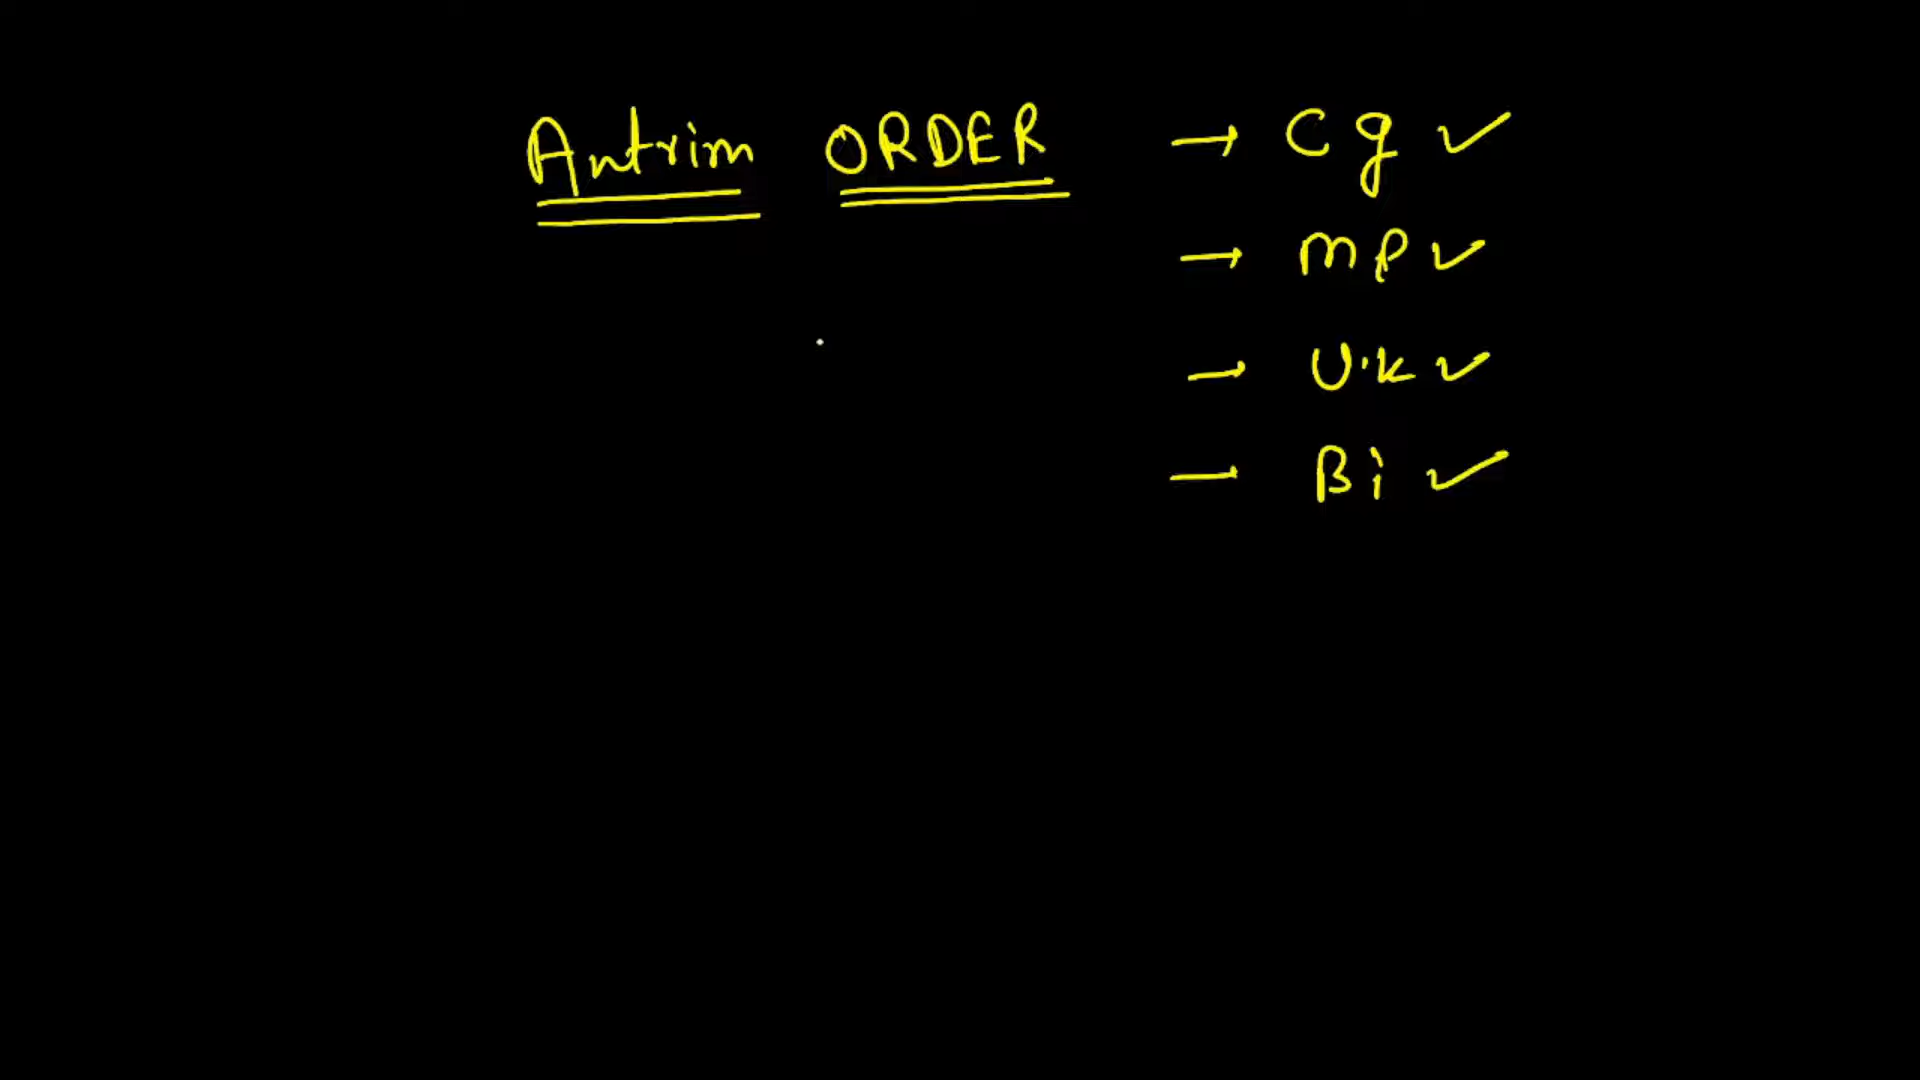 Antrim ORDER → Cg ✓
→ MP ✓
→ U.K ✓
— Bi ✓